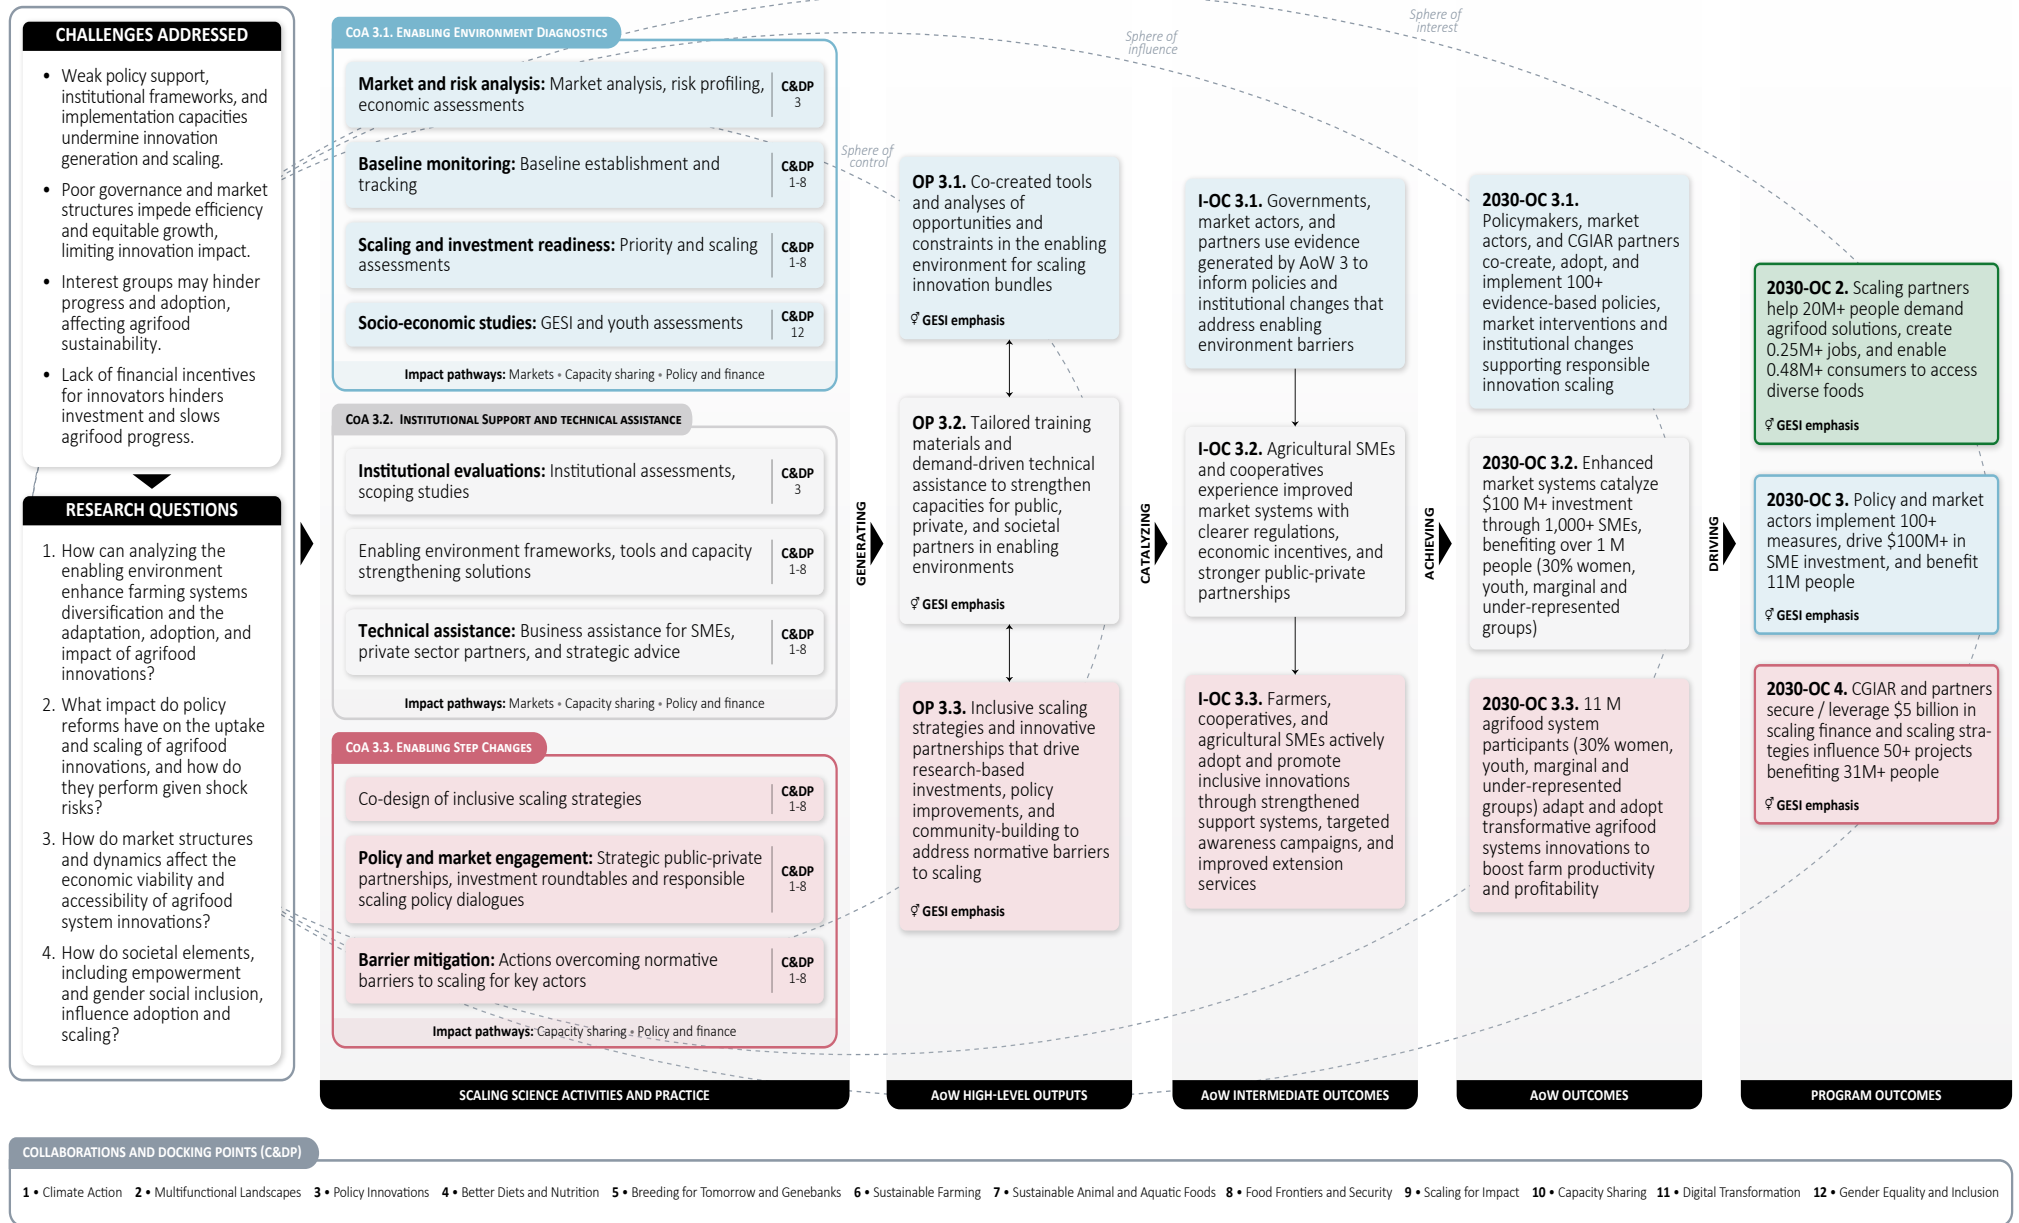 CHALLENGES ADDRESSED
• Weak policy support,
institutional frameworks, and
implementation capacities
undermine innovation
generation and scaling.
• Poor governance and market
structures impede efficiency
and equitable growth,
limiting innovation impact.
• Interest groups may hinder
progress and adoption,
affecting agrifood
sustainability.
• Lack of financial incentives
for innovators hinders
investment and slows
agrifood progress.
RESEARCH QUESTIONS
1. How can analyzing the
enabling environment
enhance farming systems
diversification and the
adaptation, adoption, and
impact of agrifood
innovations?
2. What impact do policy
reforms have on the uptake
and scaling of agrifood
innovations, and how do
they perform given shock
risks?
3. How do market structures
and dynamics affect the
economic viability and
accessibility of agrifood
system innovations?
4. How do societal elements,
including empowerment
and gender social inclusion,
influence adoption and
scaling?
CoA 3.1. Enabling Environment Diagnostics
Market and risk analysis: Market analysis, risk profiling,
economic assessments
C&DP
3
Baseline monitoring: Baseline establishment and
tracking
C&DP
1-8
Scaling and investment readiness: Priority and scaling
assessments
C&DP
1-8
Socio-economic studies: GESI and youth assessments
C&DP
12
Impact pathways: Markets • Capacity sharing • Policy and finance
CoA 3.2. Institutional Support and technical assistance
Institutional evaluations: Institutional assessments,
scoping studies
C&DP
3
Enabling environment frameworks, tools and capacity
strengthening solutions
C&DP
1-8
Technical assistance: Business assistance for SMEs,
private sector partners, and strategic advice
C&DP
1-8
Impact pathways: Markets • Capacity sharing • Policy and finance
CoA 3.3. Enabling Step Changes
Co-design of inclusive scaling strategies
C&DP
1-8
Policy and market engagement: Strategic public-private
partnerships, investment roundtables and responsible
scaling policy dialogues
C&DP
1-8
Barrier mitigation: Actions overcoming normative
barriers to scaling for key actors
C&DP
1-8
Impact pathways: Capacity sharing • Policy and finance
SCALING SCIENCE ACTIVITIES AND PRACTICE
GENERATING
Sphere of
control
OP 3.1. Co-created tools
and analyses of
opportunities and
constraints in the enabling
environment for scaling
innovation bundles
⚥ GESI emphasis
OP 3.2. Tailored training
materials and
demand-driven technical
assistance to strengthen
capacities for public,
private, and societal
partners in enabling
environments
⚥ GESI emphasis
OP 3.3. Inclusive scaling
strategies and innovative
partnerships that drive
research-based
investments, policy
improvements, and
community-building to
address normative barriers
to scaling
⚥ GESI emphasis
AoW HIGH-LEVEL OUTPUTS
CATALYZING
Sphere of
influence
I-OC 3.1. Governments,
market actors, and
partners use evidence
generated by AoW 3 to
inform policies and
institutional changes that
address enabling
environment barriers
I-OC 3.2. Agricultural SMEs
and cooperatives
experience improved
market systems with
clearer regulations,
economic incentives, and
stronger public-private
partnerships
I-OC 3.3. Farmers,
cooperatives, and
agricultural SMEs actively
adopt and promote
inclusive innovations
through strengthened
support systems, targeted
awareness campaigns, and
improved extension
services
AoW INTERMEDIATE OUTCOMES
ACHIEVING
Sphere of
interest
2030-OC 3.1.
Policymakers, market
actors, and CGIAR partners
co-create, adopt, and
implement 100+
evidence-based policies,
market interventions and
institutional changes
supporting responsible
innovation scaling
2030-OC 3.2. Enhanced
market systems catalyze
$100 M+ investment
through 1,000+ SMEs,
benefiting over 1 M
people (30% women,
youth, marginal and
under-represented
groups)
2030-OC 3.3. 11 M
agrifood system
participants (30% women,
youth, marginal and
under-represented
groups) adapt and adopt
transformative agrifood
systems innovations to
boost farm productivity
and profitability
AoW OUTCOMES
DRIVING
2030-OC 2. Scaling partners
help 20M+ people demand
agrifood solutions, create
0.25M+ jobs, and enable
0.48M+ consumers to access
diverse foods
⚥ GESI emphasis
2030-OC 3. Policy and market
actors implement 100+
measures, drive $100M+ in
SME investment, and benefit
11M people
⚥ GESI emphasis
2030-OC 4. CGIAR and partners
secure / leverage $5 billion in
scaling finance and scaling stra-
tegies influence 50+ projects
benefiting 31M+ people
⚥ GESI emphasis
PROGRAM OUTCOMES
COLLABORATIONS AND DOCKING POINTS (C&DP)
1 • Climate Action 2 • Multifunctional Landscapes 3 • Policy Innovations 4 • Better Diets and Nutrition 5 • Breeding for Tomorrow and Genebanks 6 • Sustainable Farming 7 • Sustainable Animal and Aquatic Foods 8 • Food Frontiers and Security 9 • Scaling for Impact 10 • Capacity Sharing 11 • Digital Transformation 12 • Gender Equality and Inclusion